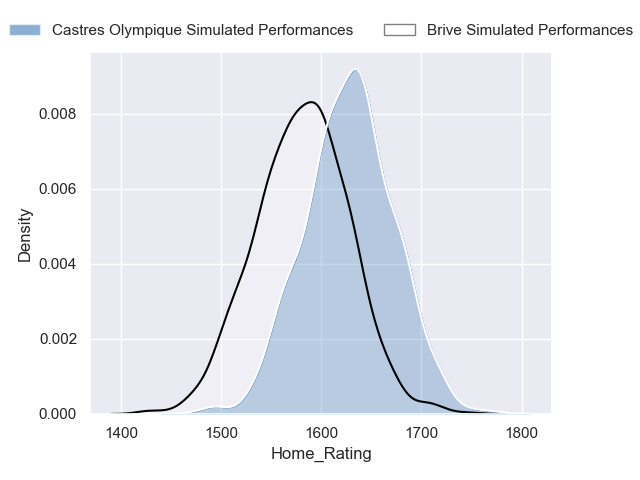 Castres Olympique Simulated Performances Brive Simulated Performances
0.008
0.006
0.004
0.002
0.000
Density
1400 1500 1600 1700 1800
Home_Rating